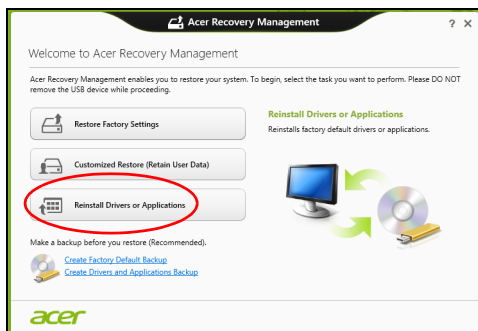 Acer Recovery Management
? ×
Welcome to Acer Recovery Management
Acer Recovery Management enables you to restore your system. To begin, select the task you want to perform. Please DO NOT
remove the USB device while proceeding.
Restore Factory Settings
Customized Restore (Retain User Data)
Reinstall Drivers or Applications
Reinstall Drivers or Applications
Reinstalls factory default drivers or applications.
Make a backup before you restore (Recommended).
Create Factory Default Backup
Create Drivers and Applications Backup
acer